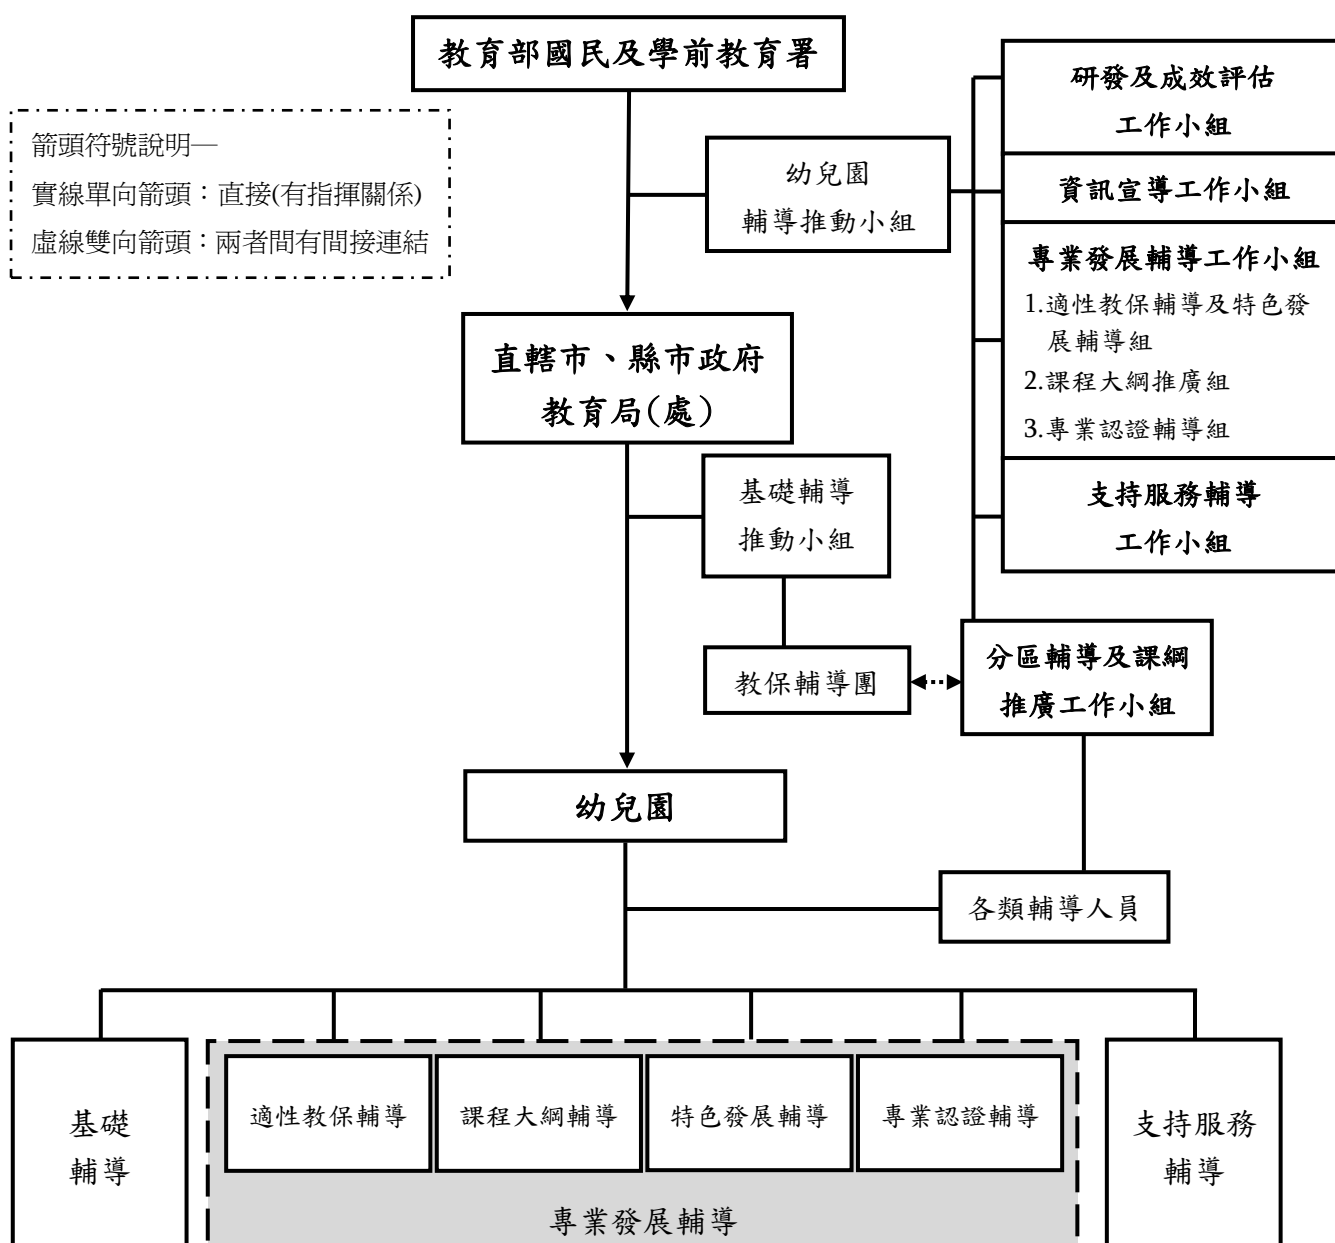 教育部國民及學前教育署
箭頭符號說明—
實線單向箭頭：直接(有指揮關係)
虛線雙向箭頭：兩者間有間接連結
幼兒園
輔導推動小組
研發及成效評估
工作小組
資訊宣導工作小組
專業發展輔導工作小組
1.適性教保輔導及特色發
展輔導組
2.課程大綱推廣組
3.專業認證輔導組
支持服務輔導
工作小組
直轄市、縣市政府
教育局(處)
基礎輔導
推動小組
教保輔導團
分區輔導及課綱
推廣工作小組
幼兒園
各類輔導人員
基礎
輔導
適性教保輔導
課程大綱輔導
特色發展輔導
專業認證輔導
專業發展輔導
支持服務
輔導